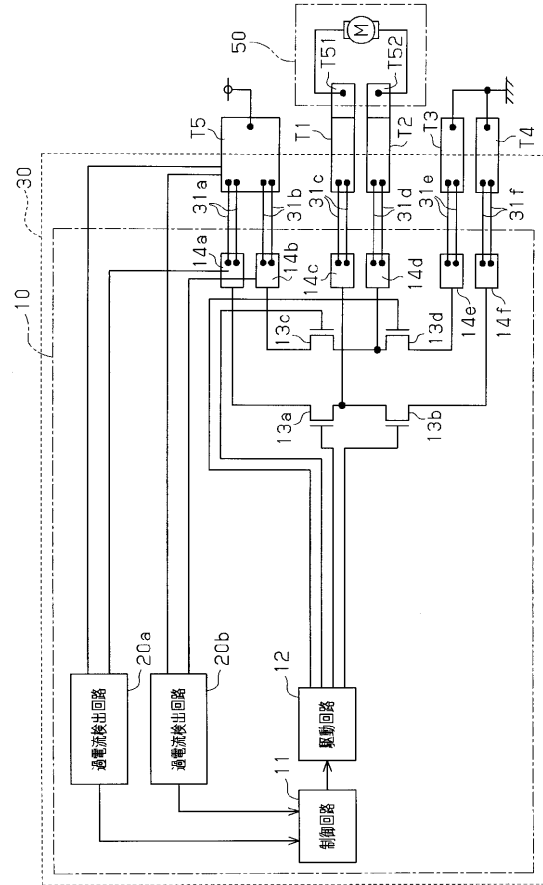 30
10
50
T5
T51
M
T52
T1
T2
T3
T4
31a
31b
31c
31d
31e
31f
14a
14b
14c
14d
14e
14f
13c
13d
13a
13b
過電流検出回路
20a
過電流検出回路
20b
駆動回路
12
制御回路
11